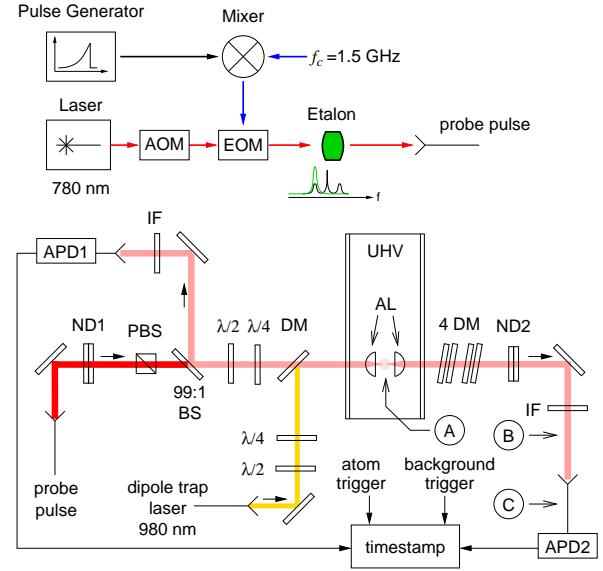 Pulse Generator
Mixer
f_c=1.5 GHz
Laser
AOM
EOM
Etalon
probe pulse
780 nm
f
APD1
IF
UHV
AL
ND1
PBS
λ/2
λ/4
DM
4 DM
ND2
99:1
BS
A
IF
B
λ/4
λ/2
probe
pulse
dipole trap
laser
980 nm
atom
trigger
background
trigger
C
timestamp
APD2